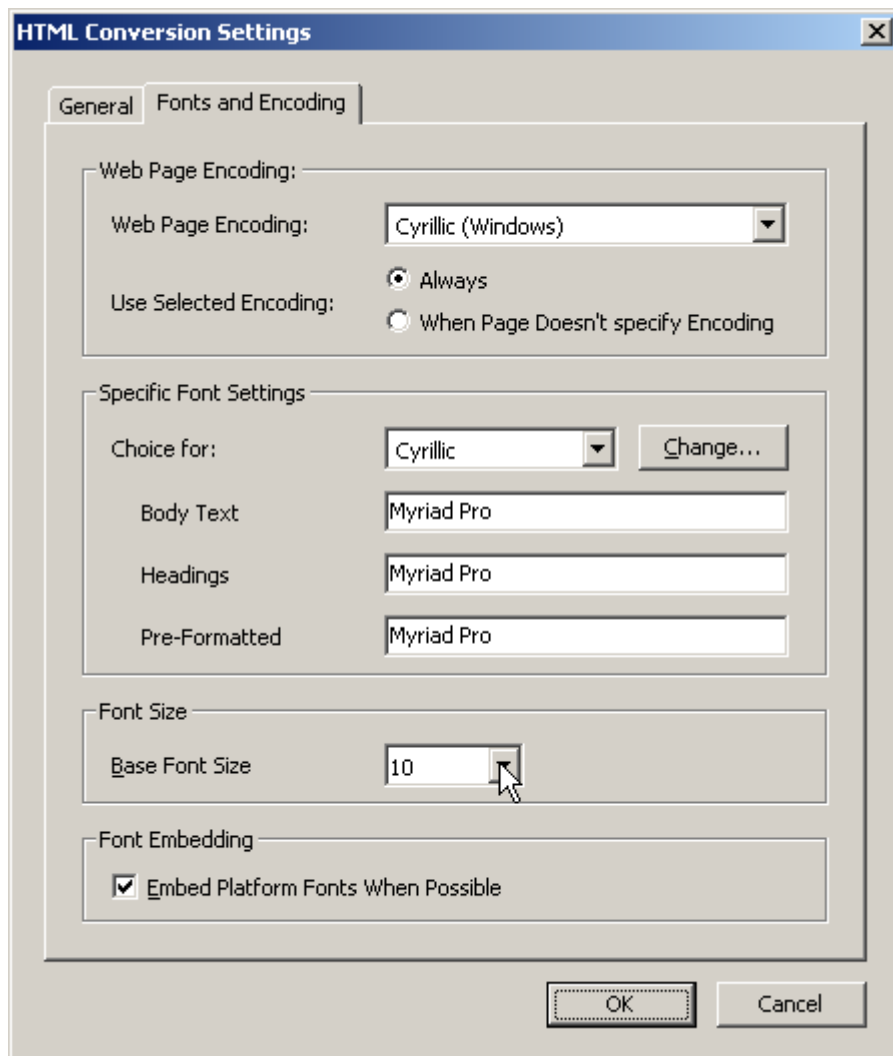 HTML Conversion Settings
General Fonts and Encoding
Web Page Encoding:
Web Page Encoding: Cyrillic (Windows)
Use Selected Encoding:
Always
When Page Doesn't specify Encoding
Specific Font Settings
Choice for: Cyrillic Change...
Body Text Myriad Pro
Headings Myriad Pro
Pre-Formatted Myriad Pro
Font Size
Base Font Size 10
Font Embedding
Embed Platform Fonts When Possible
OK Cancel